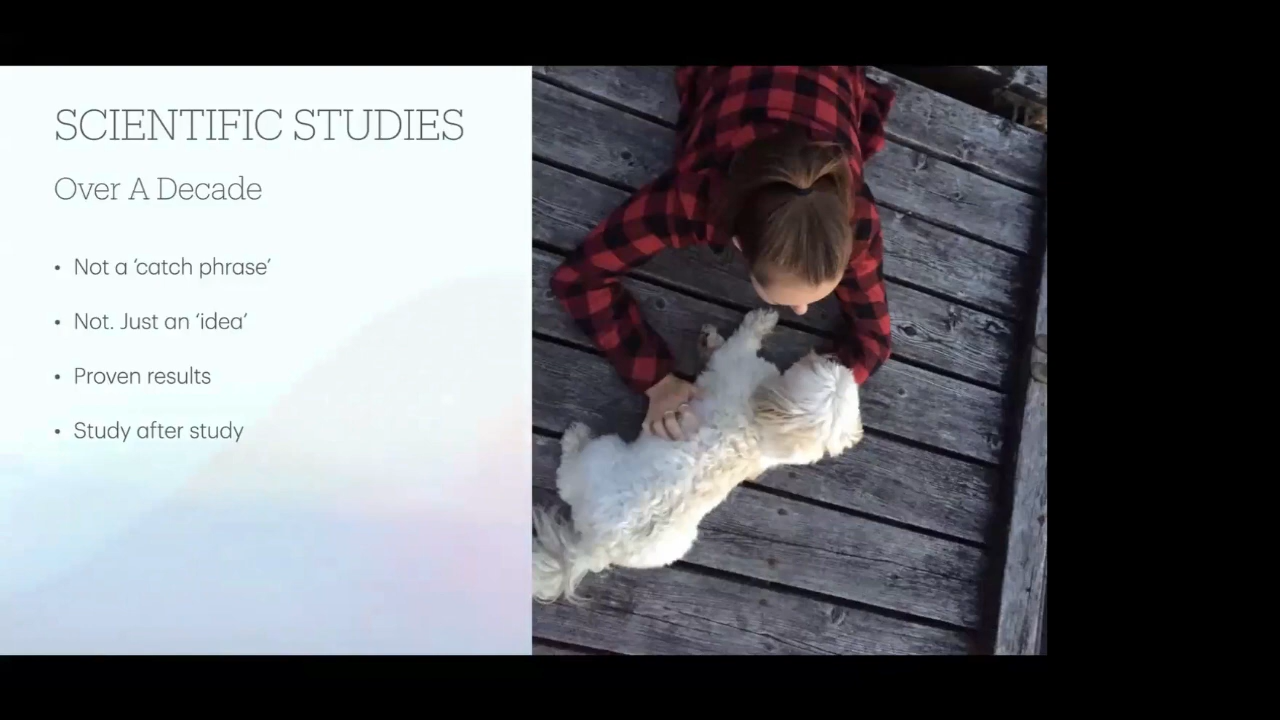 SCIENTIFIC STUDIES
Over A Decade
• Not a ‘catch phrase’
• Not. Just an ‘idea’
• Proven results
• Study after study